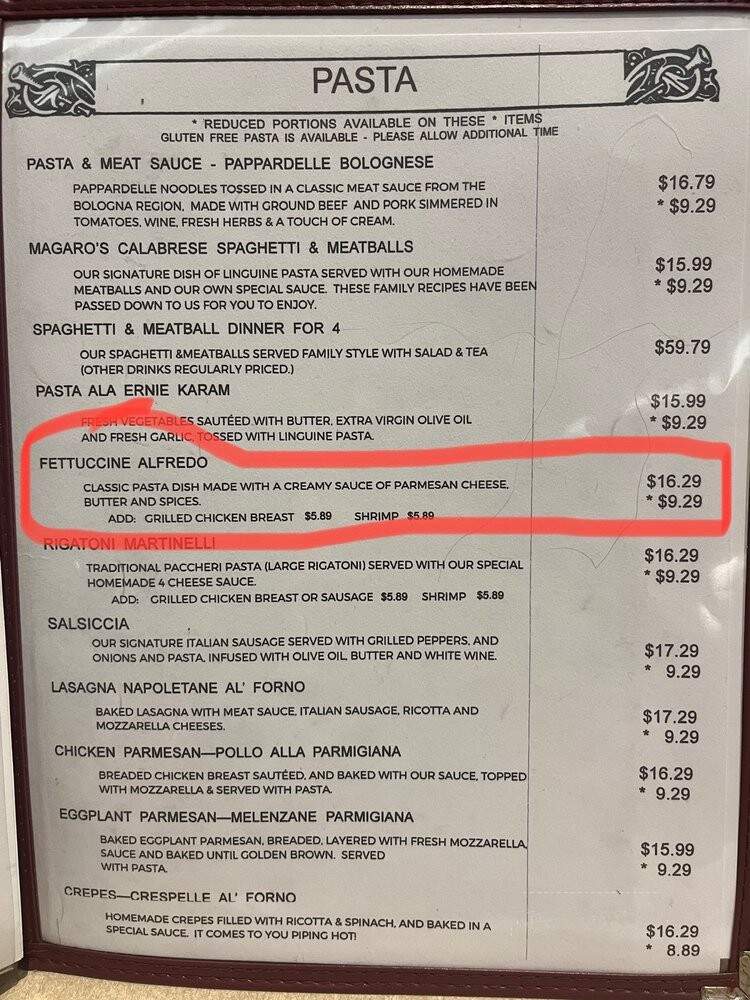 PASTA
* REDUCED PORTIONS AVAILABLE ON THESE * ITEMS
GLUTEN FREE PASTA IS AVAILABLE - PLEASE ALLOW ADDITIONAL TIME
PASTA & MEAT SAUCE - PAPPARDELLE BOLOGNESE
PAPPARDELLE NOODLES TOSSED IN A CLASSIC MEAT SAUCE FROM THE $16.79
BOLOGNA REGION, MADE WITH GROUND BEEF AND PORK SIMMERED IN * $9.29
TOMATOES, WINE, FRESH HERBS & A TOUCH OF CREAM.
MAGARO'S CALABRESE SPAGHETTI & MEATBALLS
OUR SIGNATURE DISH OF LINGUINE PASTA SERVED WITH OUR HOMEMADE $15.99
MEATBALLS AND OUR OWN SPECIAL SAUCE. THESE FAMILY RECIPES HAVE BEEN * $9.29
PASSED DOWN TO US FOR YOU TO ENJOY.
SPAGHETTI & MEATBALL DINNER FOR 4
OUR SPAGHETTI &MEATBALLS SERVED FAMILY STYLE WITH SALAD & TEA $59.79
(OTHER DRINKS REGULARLY PRICED.)
PASTA ALA ERNIE KARAM
FRESH VEGETABLES SAUTÉED WITH BUTTER, EXTRA VIRGIN OLIVE OIL $15.99
AND FRESH GARLIC, TOSSED WITH LINGUINE PASTA. * $9.29
FETTUCCINE ALFREDO
CLASSIC PASTA DISH MADE WITH A CREAMY SAUCE OF PARMESAN CHEESE, $16.29
BUTTER AND SPICES. * $9.29
ADD: GRILLED CHICKEN BREAST $5.89 SHRIMP $5.89
RIGATONI MARTINELLI
TRADITIONAL PACCHERI PASTA (LARGE RIGATONI) SERVED WITH OUR SPECIAL $16.29
HOMEMADE 4 CHEESE SAUCE. * $9.29
ADD: GRILLED CHICKEN BREAST OR SAUSAGE $5.89 SHRIMP $5.89
SALSICCIA
OUR SIGNATURE ITALIAN SAUSAGE SERVED WITH GRILLED PEPPERS, AND $17.29
ONIONS AND PASTA, INFUSED WITH OLIVE OIL, BUTTER AND WHITE WINE. * 9.29
LASAGNA NAPOLETANE AL' FORNO
BAKED LASAGNA WITH MEAT SAUCE, ITALIAN SAUSAGE, RICOTTA AND $17.29
MOZZARELLA CHEESES. * 9.29
CHICKEN PARMESAN—POLLO ALLA PARMIGIANA
BREADED CHICKEN BREAST SAUTÉED, AND BAKED WITH OUR SAUCE, TOPPED $16.29
WITH MOZZARELLA & SERVED WITH PASTA. * 9.29
EGGPLANT PARMESAN—MELENZANE PARMIGIANA
BAKED EGGPLANT PARMESAN, BREADED, LAYERED WITH FRESH MOZZARELLA,
SAUCE AND BAKED UNTIL GOLDEN BROWN. SERVED $15.99
WITH PASTA. * 9.29
CREPES—CRESPELLE AL' FORNO
HOMEMADE CREPES FILLED WITH RICOTTA & SPINACH, AND BAKED IN A $16.29
SPECIAL SAUCE. IT COMES TO YOU PIPING HOT! * 8.89